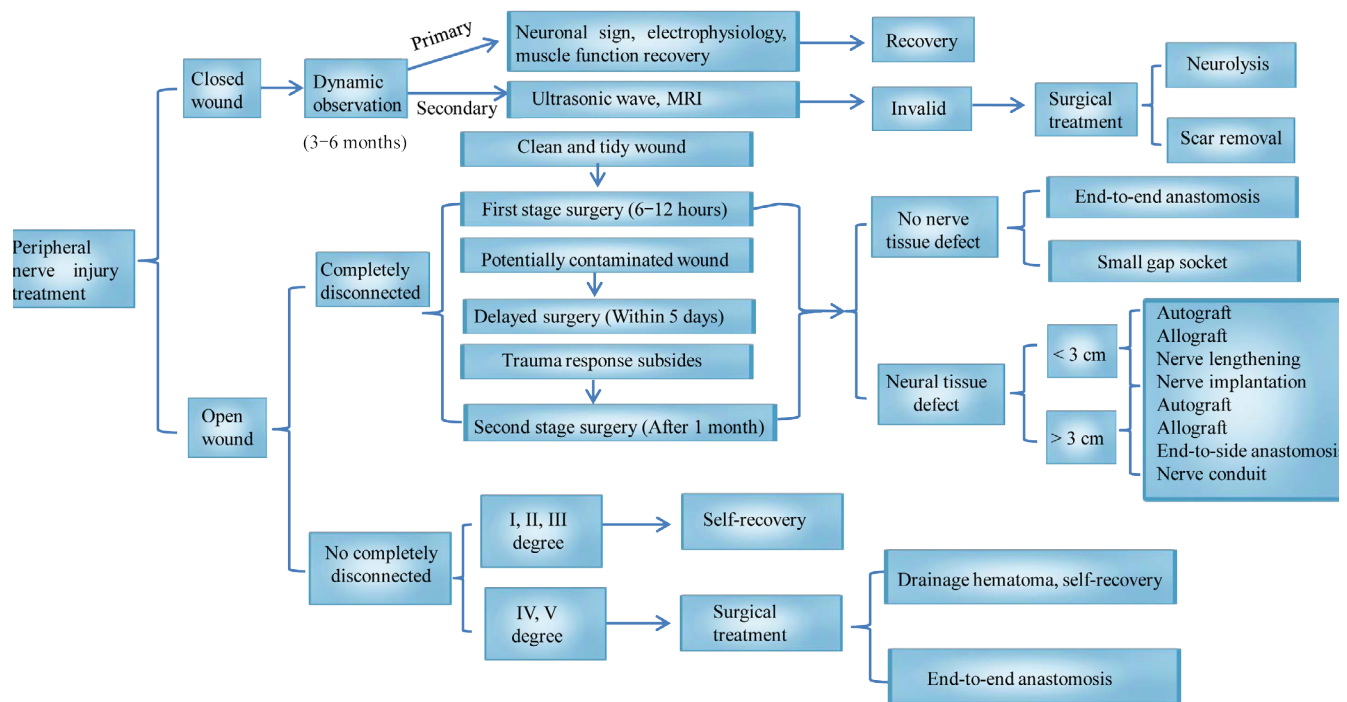 Peripheral
nerve injury
treatment
Closed
wound
Dynamic
observation
(3−6 months)
Primary
Secondary
Neuronal sign, electrophysiology,
muscle function recovery
Recovery
Ultrasonic wave, MRI
Invalid
Surgical
treatment
Neurolysis
Scar removal
Open
wound
Completely
disconnected
Clean and tidy wound
First stage surgery (6−12 hours)
Potentially contaminated wound
Delayed surgery (Within 5 days)
Trauma response subsides
Second stage surgery (After 1 month)
No nerve
tissue defect
End-to-end anastomosis
Small gap socket
Neural tissue
defect
< 3 cm
> 3 cm
Autograft
Allograft
Nerve lengthening
Nerve implantation
Autograft
Allograft
End-to-side anastomosis
Nerve conduit
No completely
disconnected
I, II, III
degree
Self-recovery
IV, V
degree
Surgical
treatment
Drainage hematoma, self-recovery
End-to-end anastomosis